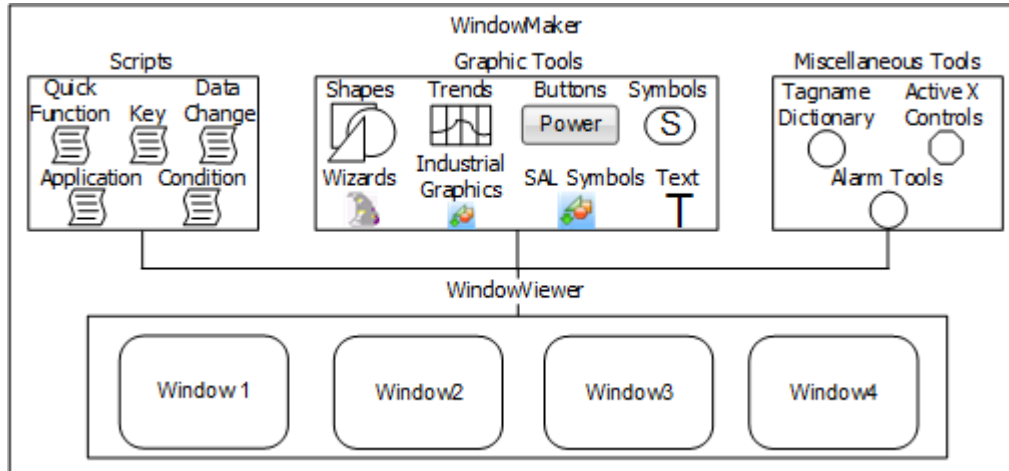 WindowMaker
Scripts
Graphic Tools
Miscellaneous Tools
Quick
Function
Key
Data
Change
Application
Condition
Shapes
Trends
Buttons
Symbols
Power
S
Wizards
Industrial
Graphics
SAL Symbols
Text
T
Tagname
Dictionary
Active X
Controls
Alarm Tools
WindowViewer
Window 1
Window2
Window3
Window4